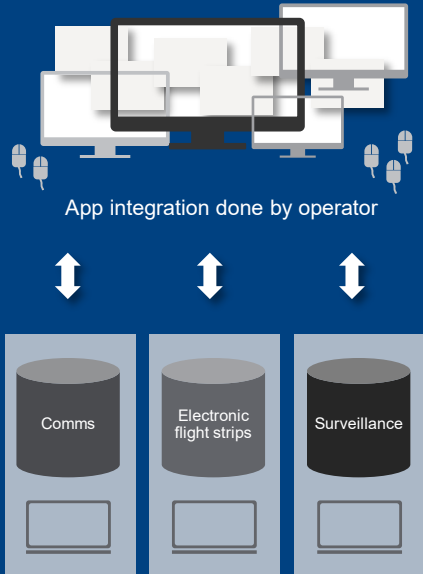 App integration done by operator
Comms
Electronic
flight strips
Surveillance